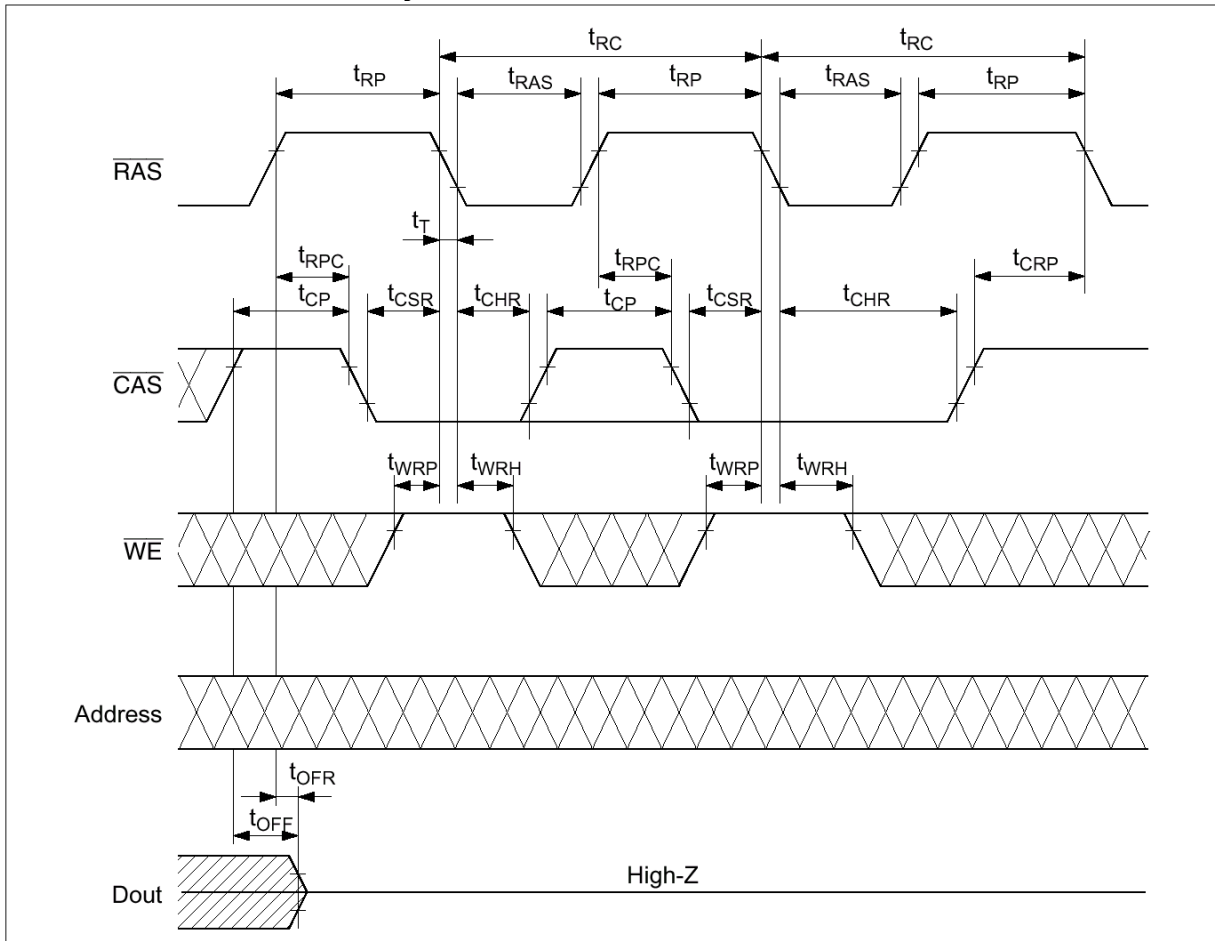 tRC tRC
tRP tRAS tRP tRAS tRP
RAS
tT
tRPC tRPC tCRP
tCP tCSR tCHR tCP tCSR tCHR
CAS
tWRP tWRH tWRP tWRH
WE
Address
tOFR
tOFF
High-Z
Dout